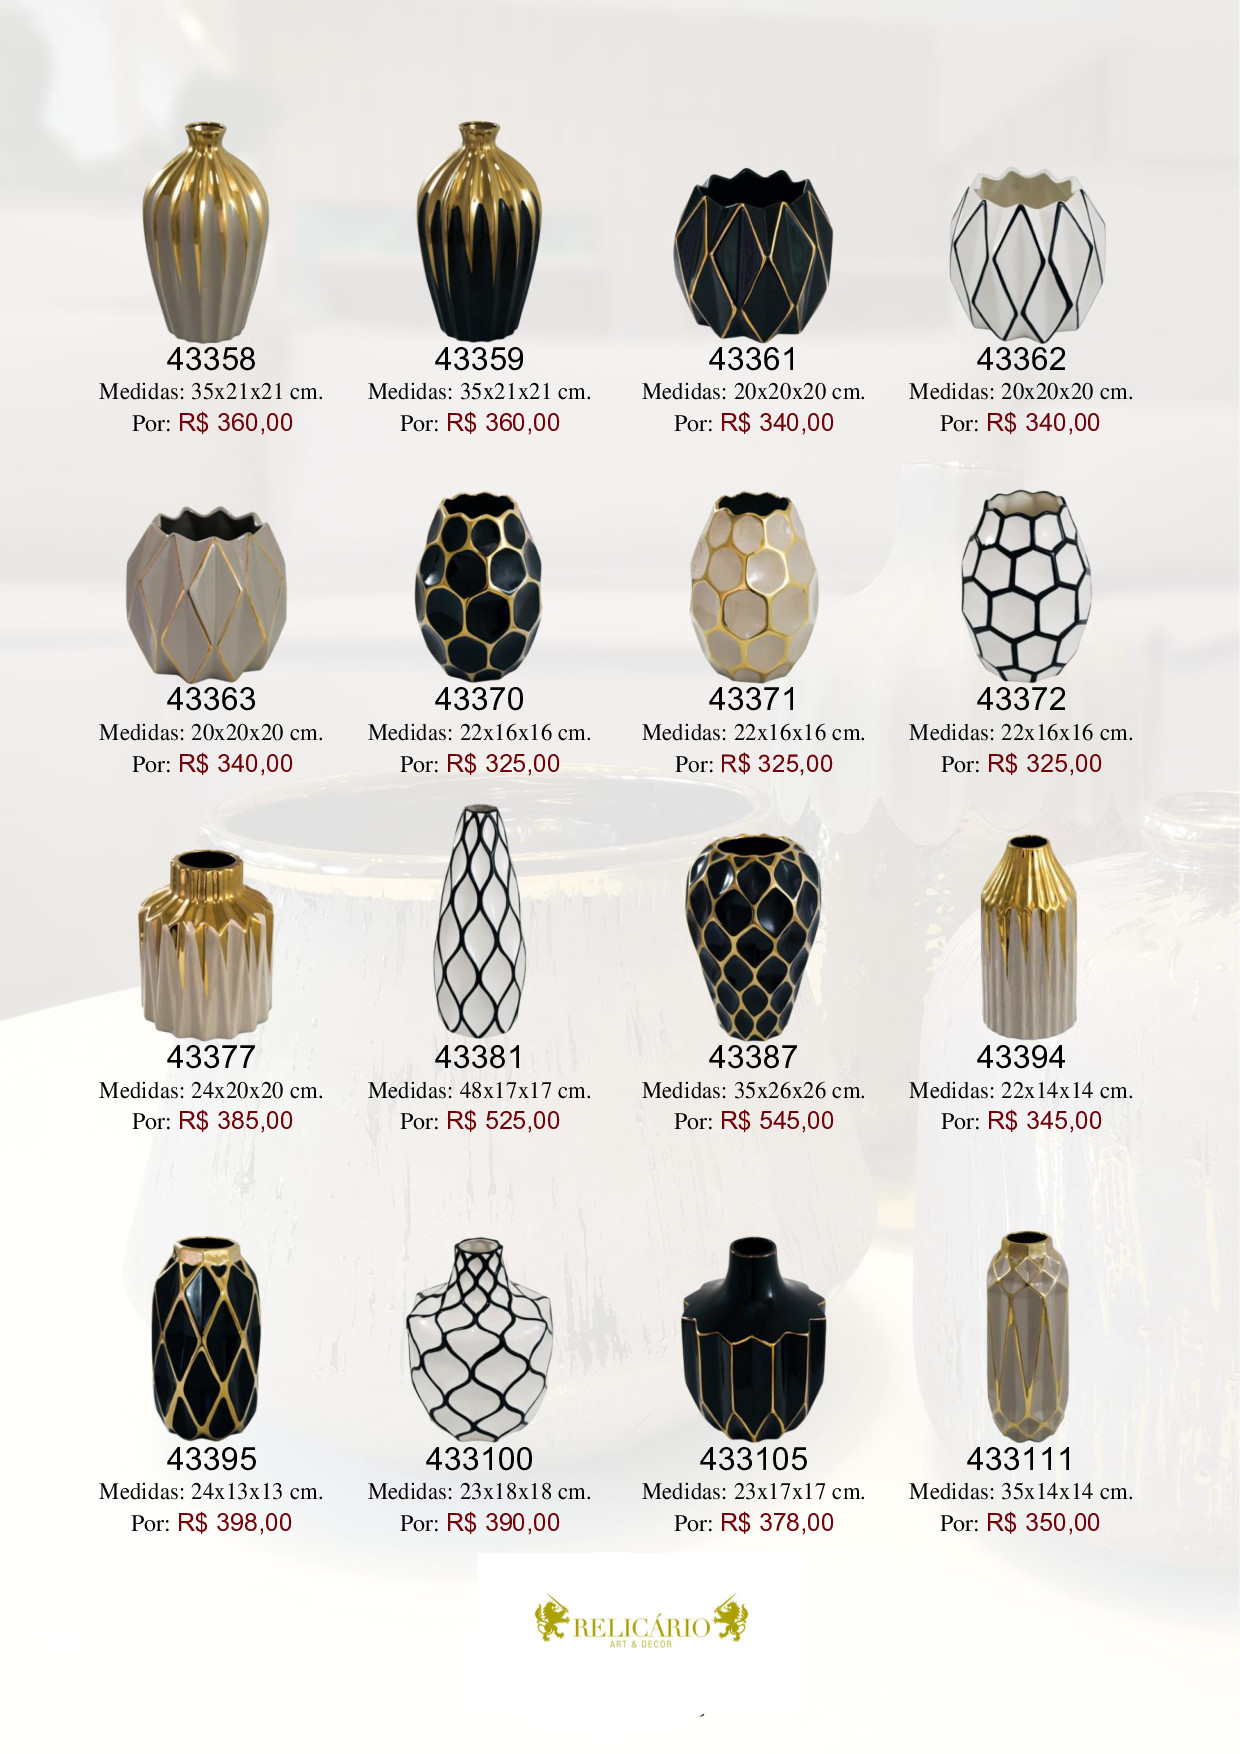 43358
Medidas: 35x21x21 cm.
Por: R$ 360,00
43359
Medidas: 35x21x21 cm.
Por: R$ 360,00
43361
Medidas: 20x20x20 cm.
Por: R$ 340,00
43362
Medidas: 20x20x20 cm.
Por: R$ 340,00
43363
Medidas: 20x20x20 cm.
Por: R$ 340,00
43370
Medidas: 22x16x16 cm.
Por: R$ 325,00
43371
Medidas: 22x16x16 cm.
Por: R$ 325,00
43372
Medidas: 22x16x16 cm.
Por: R$ 325,00
43377
Medidas: 24x20x20 cm.
Por: R$ 385,00
43381
Medidas: 48x17x17 cm.
Por: R$ 525,00
43387
Medidas: 35x26x26 cm.
Por: R$ 545,00
43394
Medidas: 22x14x14 cm.
Por: R$ 345,00
43395
Medidas: 24x13x13 cm.
Por: R$ 398,00
433100
Medidas: 23x18x18 cm.
Por: R$ 390,00
433105
Medidas: 23x17x17 cm.
Por: R$ 378,00
433111
Medidas: 35x14x14 cm.
Por: R$ 350,00
RELICÁRIO
ART & DECOR